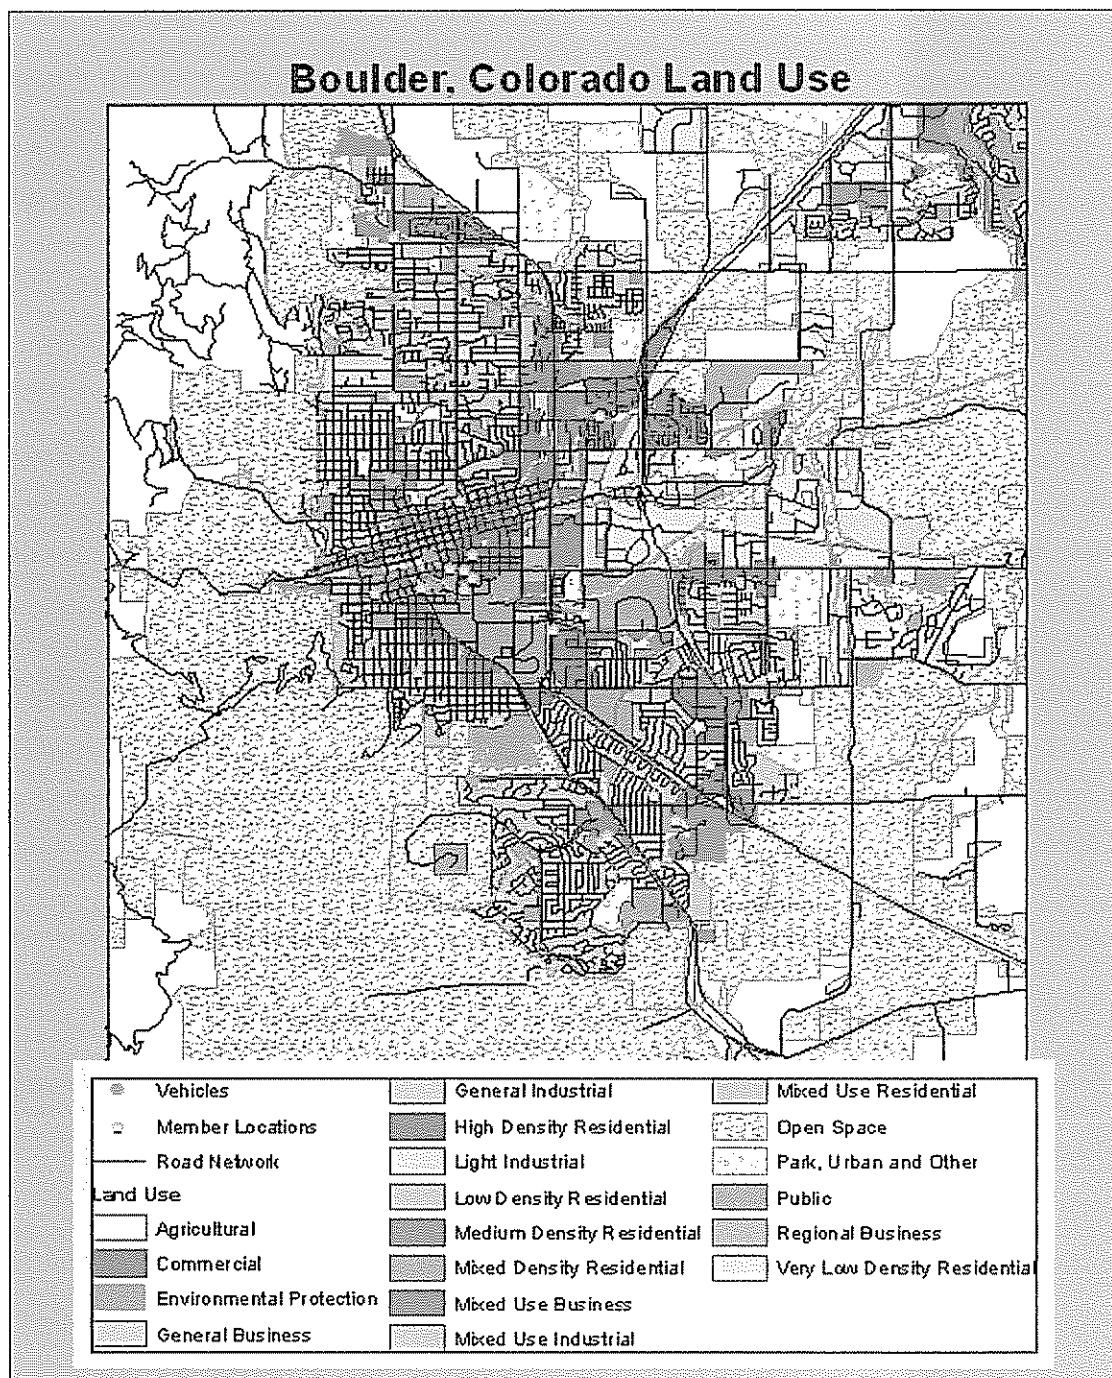 Boulder. Colorado Land Use
Vehicles
Member Locations
Road Network
Land Use
Agricultural
Commercial
Environmental Protection
General Business
General Industrial
High Density Residential
Light Industrial
Low Density Residential
Medium Density Residential
Mixed Density Residential
Mixed Use Business
Mixed Use Industrial
Mixed Use Residential
Open Space
Park, Urban and Other
Public
Regional Business
Very Low Density Residential